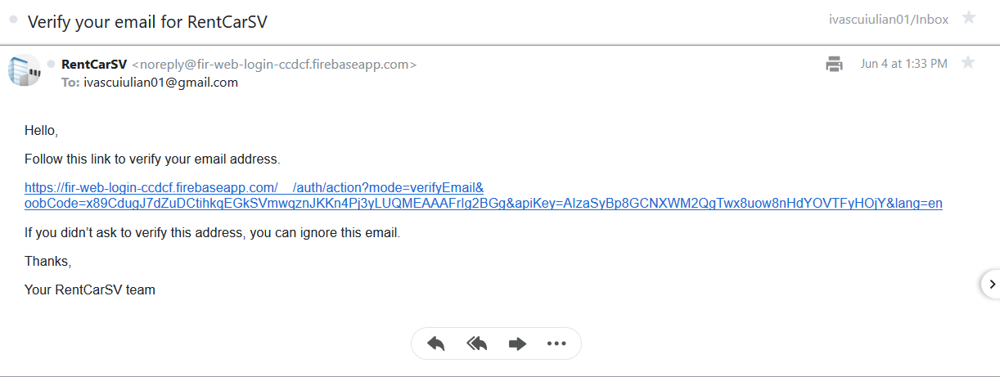 Verify your email for RentCarSV
ivascuiulian01/Inbox
RentCarSV <noreply@fir-web-login-ccdcf.firebaseapp.com>
Jun 4 at 1:33 PM
To: ivascuiulian01@gmail.com
Hello,
Follow this link to verify your email address.
https://fir-web-login-ccdcf.firebaseapp.com/__/auth/action?mode=verifyEmail&
oobCode=x89CdugJ7dZuDCtihkqEGkSVmwqznJKKn4Pj3yLUQMEAAAFrIg2BGg&apiKey=AIzaSyBp8GCNXWM2QgTwx8uow8nHdYOVTFyHOjY&lang=en
If you didn’t ask to verify this address, you can ignore this email.
Thanks,
Your RentCarSV team